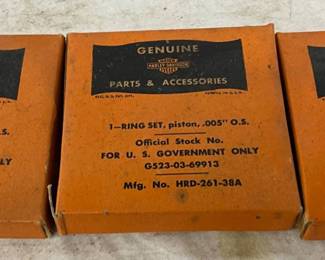 GENUINE
HARLEY-DAVIDSON
PARTS & ACCESSORIES
1—RING SET, piston, .005" O.S.
Official Stock No.
FOR U. S. GOVERNMENT ONLY
G523-03-69913
Mfg. No. HRD-261-38A
.S.
ONLY